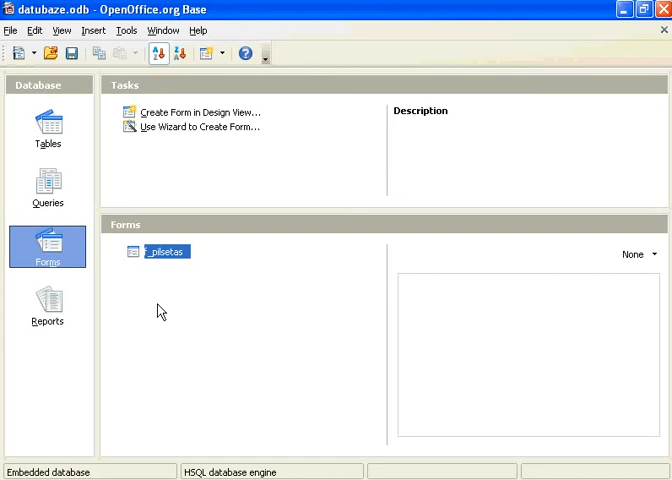 datubaze.odb - OpenOffice.org Base
File Edit View Insert Tools Window Help
Database
Tables
Queries
Forms
Reports
Tasks
Create Form in Design View...
Use Wizard to Create Form...
Description
Forms
f_pilsetas
None
Embedded database
HSQL database engine